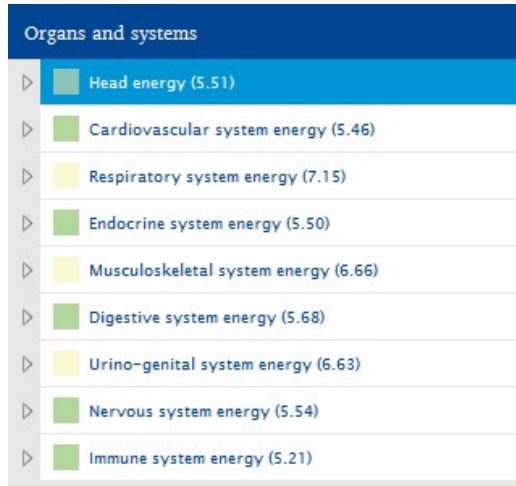 Organs and systems
Head energy (5.51)
Cardiovascular system energy (5.46)
Respiratory system energy (7.15)
Endocrine system energy (5.50)
Musculoskeletal system energy (6.66)
Digestive system energy (5.68)
Urino-genital system energy (6.63)
Nervous system energy (5.54)
Immune system energy (5.21)